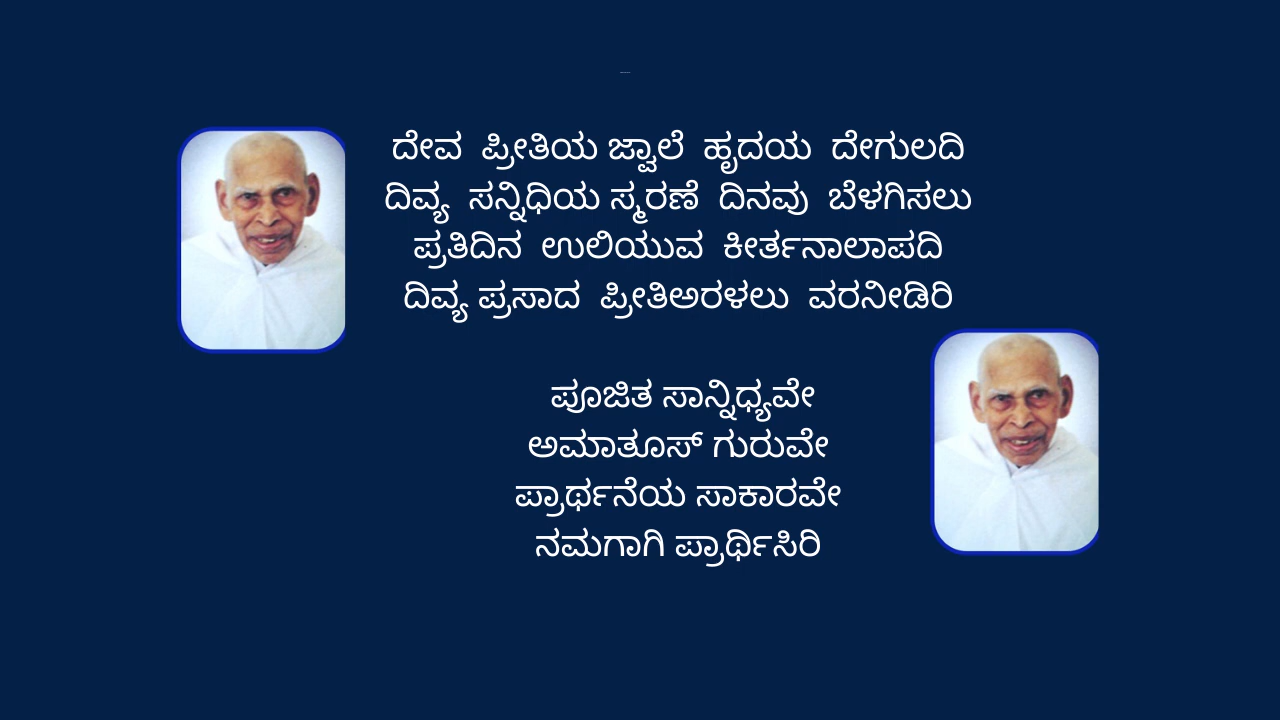 ದೇವ ಪ್ರೀತಿಯ ಜ್ವಾಲೆ ಹೃದಯ ದೇಗುಲದಿ
ದಿವ್ಯ ಸನ್ನಿಧಿಯ ಸ್ಮರಣೆ ದಿನವು ಬೆಳಗಿಸಲು
ಪ್ರತಿದಿನ ಉಲಿಯುವ ಕೀರ್ತನಾಲಾಪದಿ
ದಿವ್ಯ ಪ್ರಸಾದ ಪ್ರೀತಿಅರಳಲು ವರನೀಡಿರಿ
ಪೂಜಿತ ಸಾನ್ನಿಧ್ಯವೇ
ಅಮಾತೂಸ್ ಗುರುವೇ
ಪ್ರಾರ್ಥನೆಯ ಸಾಕಾರವೇ
ನಮಗಾಗಿ ಪ್ರಾರ್ಥಿಸಿರಿ